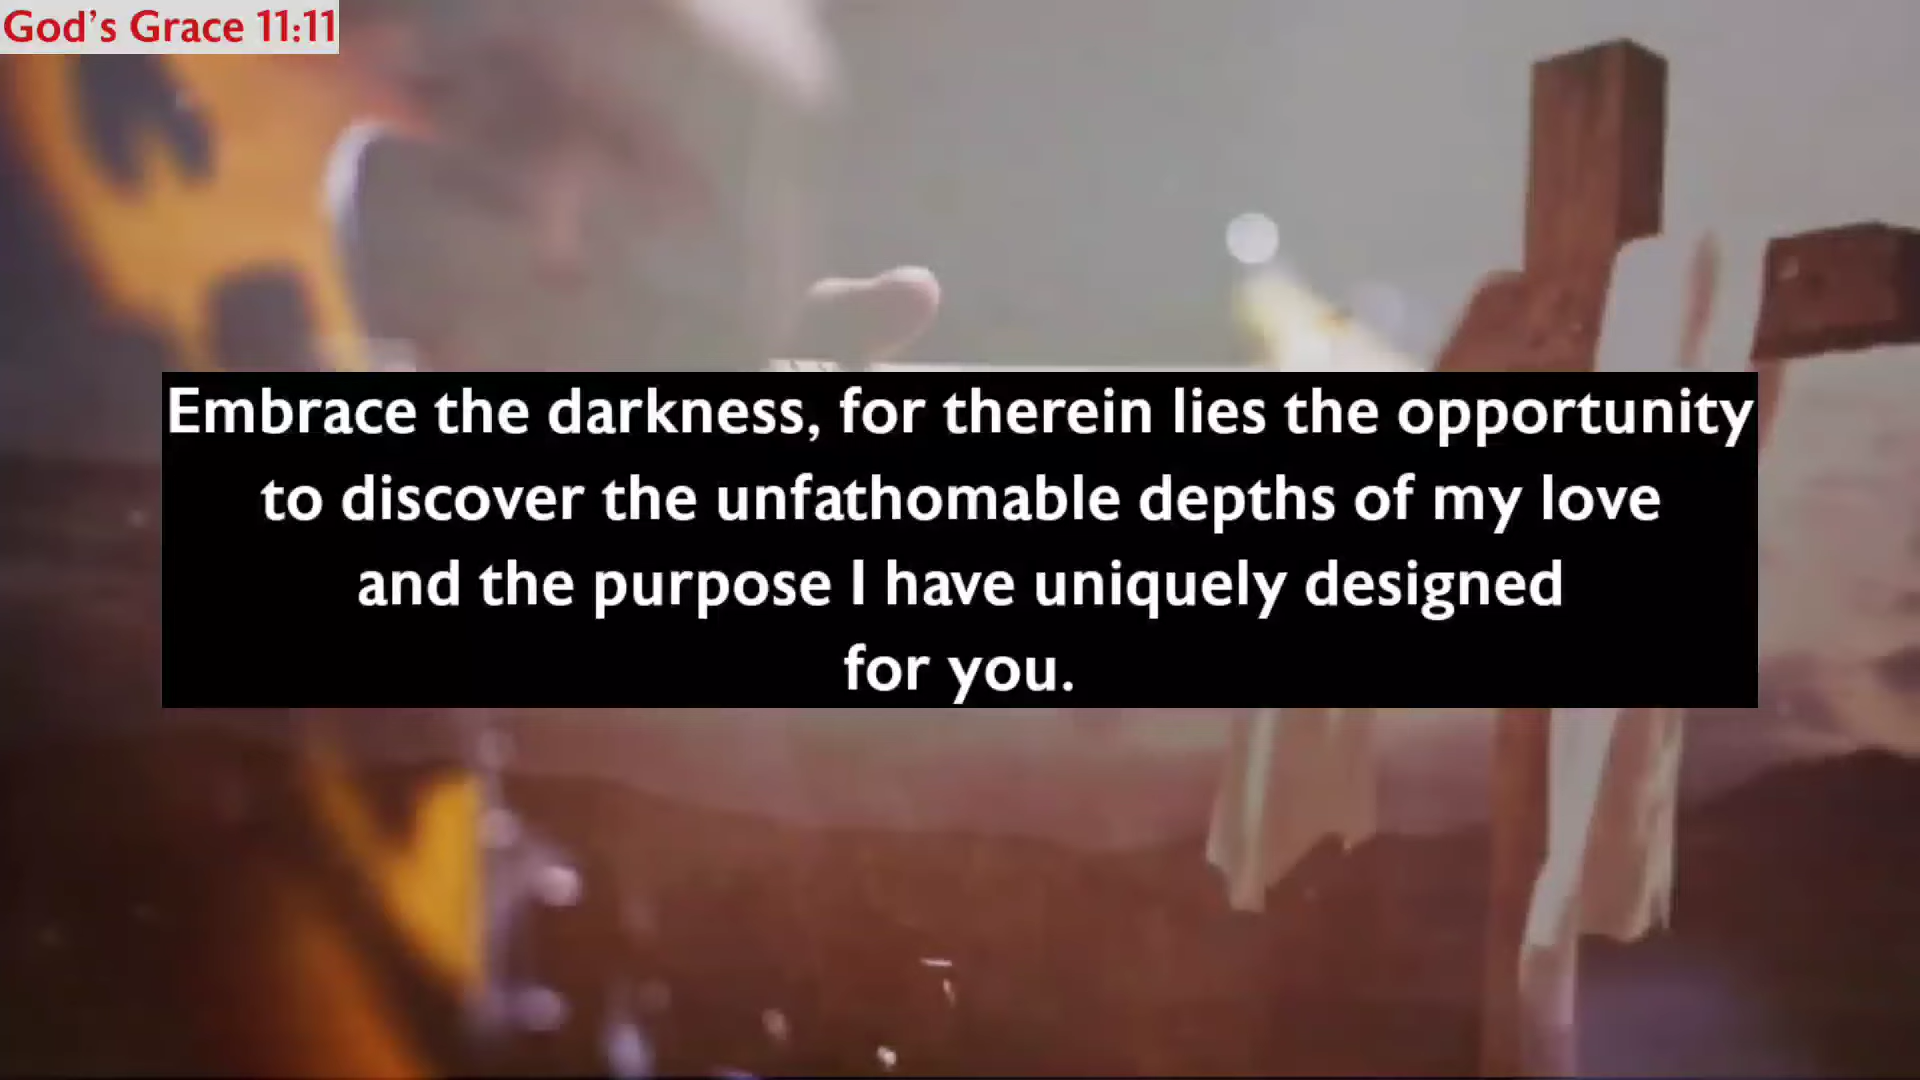 God's Grace 11:11
Embrace the darkness, for therein lies the opportunity
to discover the unfathomable depths of my love
and the purpose I have uniquely designed
for you.